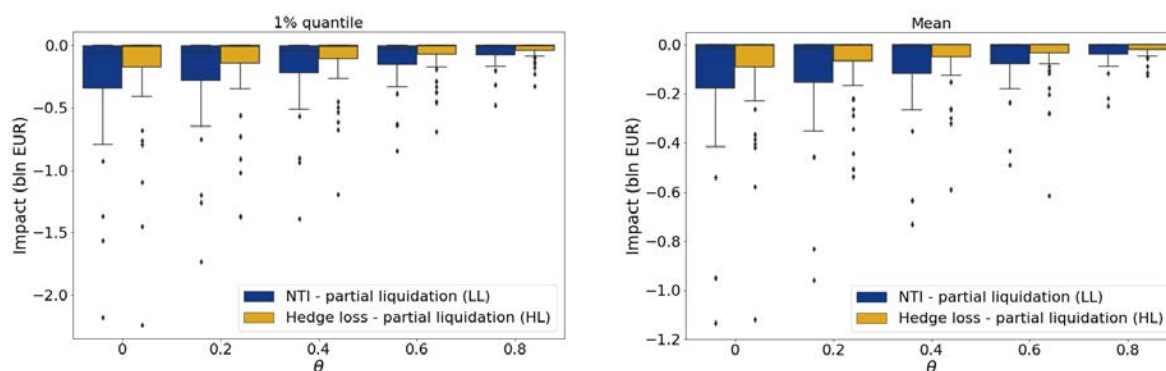 1% quantile
Impact (bln EUR)
0.0
−0.5
−1.0
−1.5
−2.0
NTI - partial liquidation (LL)
Hedge loss - partial liquidation (HL)
0 0.2 0.4 0.6 0.8
θ
Mean
Impact (bln EUR)
0.0
−0.2
−0.4
−0.6
−0.8
−1.0
−1.2
NTI - partial liquidation (LL)
Hedge loss - partial liquidation (HL)
0 0.2 0.4 0.6 0.8
θ